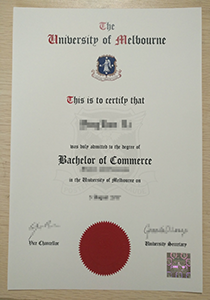 The
University of Melbourne
This is to certify that
was duly admitted to the degree of
Bachelor of Commerce
in the University of Melbourne on
August
Vice Chancellor
University Secretary